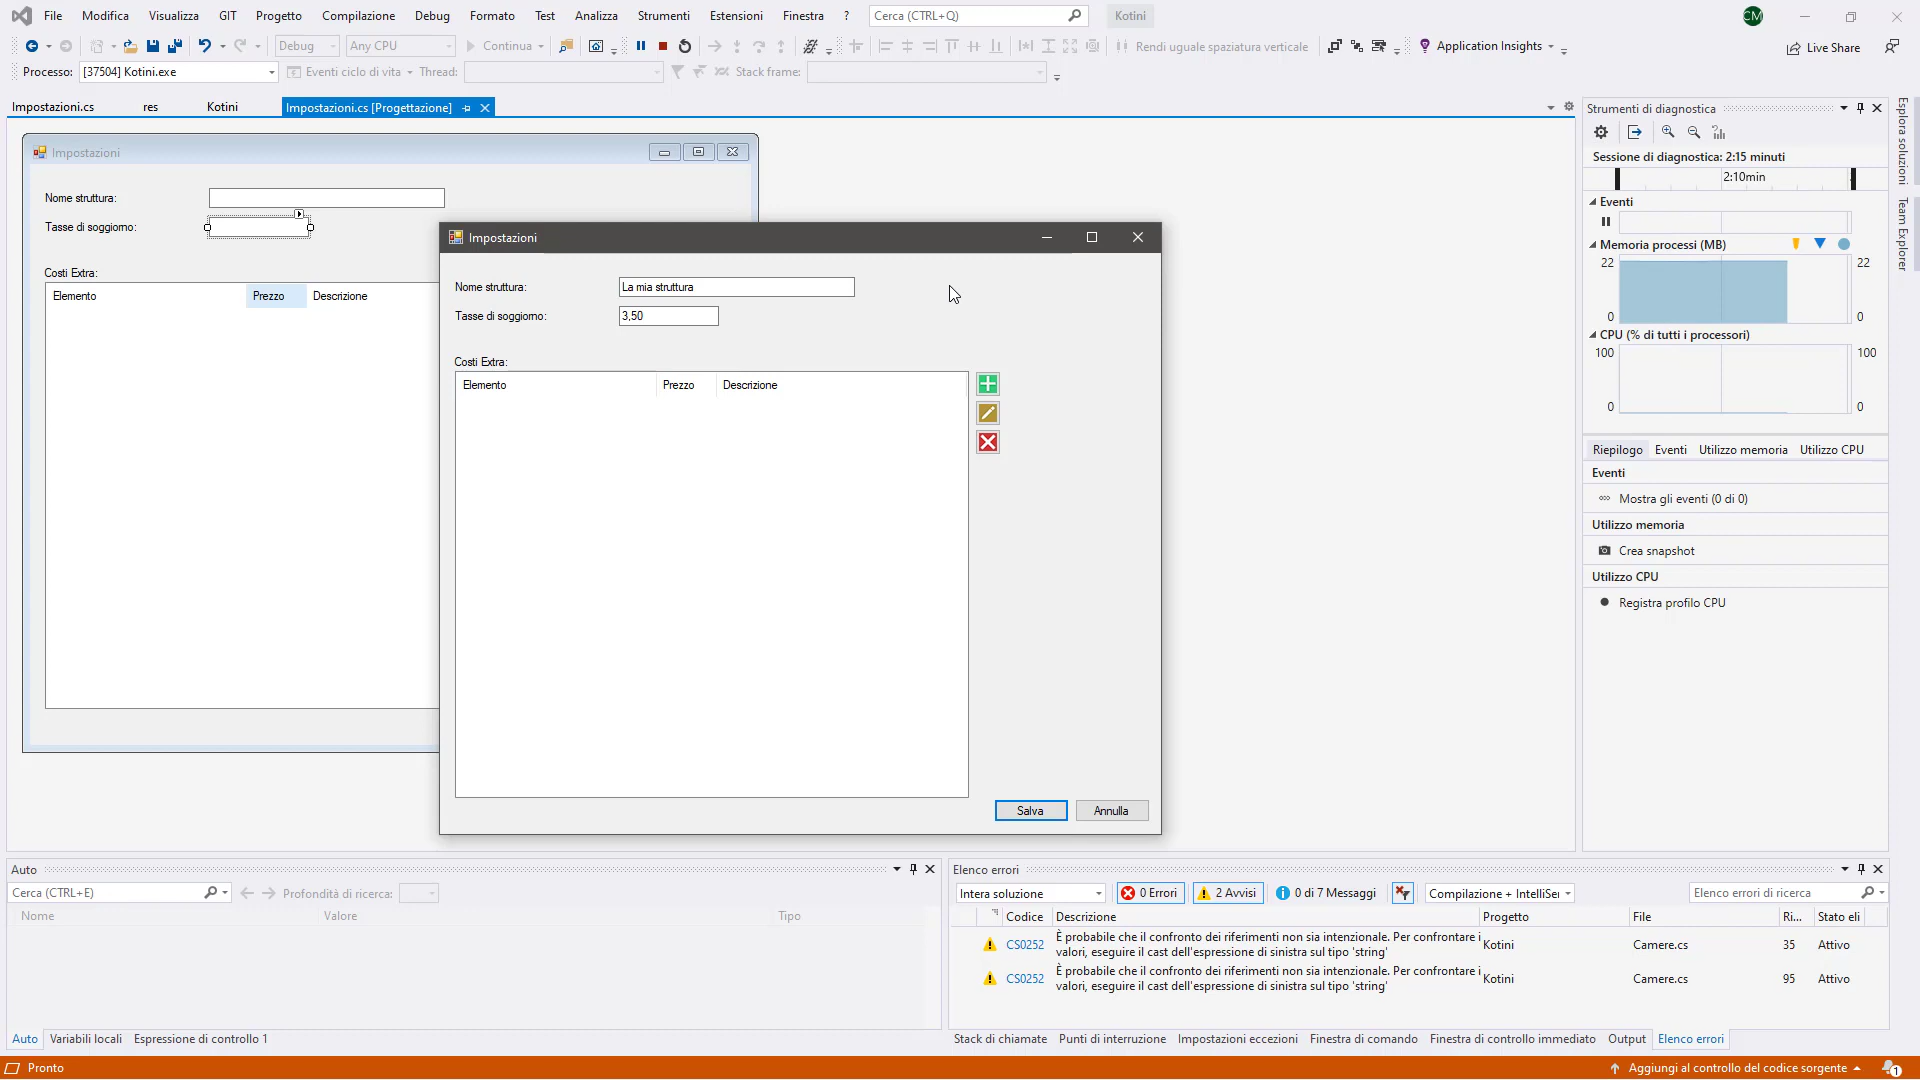 File Modifica Visualizza GIT Progetto Compilazione Debug Formato Test Analizza Strumenti Estensioni Finestra ? Cerca (CTRL+Q) Kotini CM
Debug Any CPU Continua Rendi uguale spaziatura verticale Application Insights Live Share
Processo: [37504] Kotini.exe Eventi ciclo di vita Thread: Stack frame:
Impostazioni.cs res Kotini Impostazioni.cs [Progettazione]
Impostazioni
Nome struttura:
Tasse di soggiorno:
Costi Extra:
Elemento Prezzo Descrizione
Impostazioni
Nome struttura: La mia struttura
Tasse di soggiorno: 3,50
Costi Extra:
Elemento Prezzo Descrizione
Salva Annulla
Strumenti di diagnostica
Sessione di diagnostica: 2:15 minuti
2:10min
Eventi
Memoria processi (MB)
22 22
0 0
CPU (% di tutti i processori)
100 100
0 0
Riepilogo Eventi Utilizzo memoria Utilizzo CPU
Eventi
Mostra gli eventi (0 di 0)
Utilizzo memoria
Crea snapshot
Utilizzo CPU
Registra profilo CPU
Esplora soluzioni
Team Explorer
Auto
Cerca (CTRL+E) Profondità di ricerca:
Nome Valore Tipo
Auto Variabili locali Espressione di controllo 1
Elenco errori
Intera soluzione 0 Errori 2 Avvisi 0 di 7 Messaggi Compilazione + IntelliSe Elenco errori di ricerca
Codice Descrizione Progetto File Ri... Stato eli
CS0252 È probabile che il confronto dei riferimenti non sia intenzionale. Per confrontare i valori, eseguire il cast dell'espressione di sinistra sul tipo 'string' Kotini Camere.cs 35 Attivo
CS0252 È probabile che il confronto dei riferimenti non sia intenzionale. Per confrontare i valori, eseguire il cast dell'espressione di sinistra sul tipo 'string' Kotini Camere.cs 95 Attivo
Stack di chiamate Punti di interruzione Impostazioni eccezioni Finestra di comando Finestra di controllo immediato Output Elenco errori
Pronto Aggiungi al controllo del codice sorgente 1